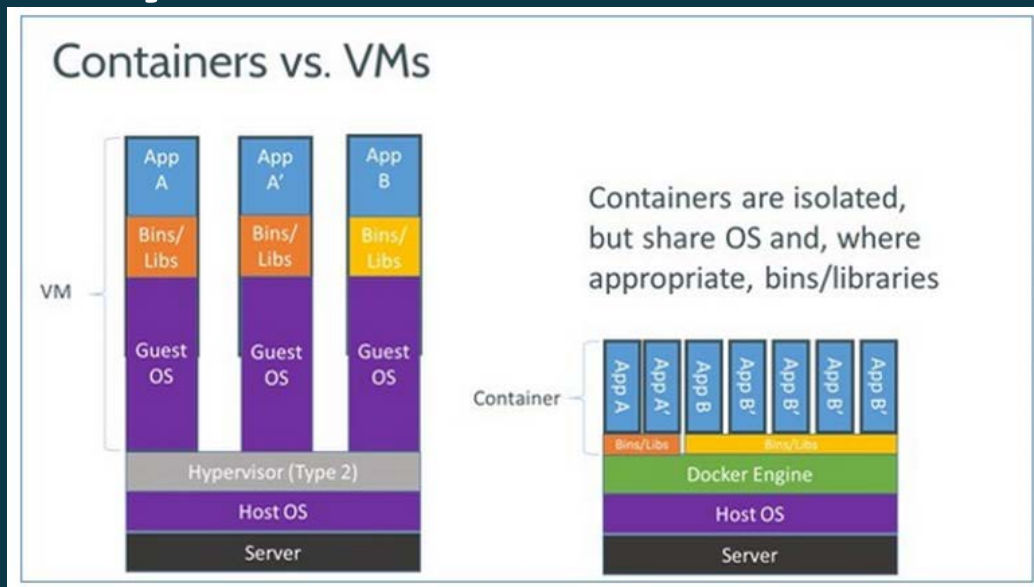 Containers vs. VMs
App
A
App
A'
App
B
Bins/
Libs
Bins/
Libs
Bins/
Libs
VM
Guest
OS
Guest
OS
Guest
OS
Hypervisor (Type 2)
Host OS
Server
Containers are isolated,
but share OS and, where
appropriate, bins/libraries
Container
App A
App A'
App B
App B'
App B'
App B'
App B'
Bins/Libs
Bins/Libs
Docker Engine
Host OS
Server